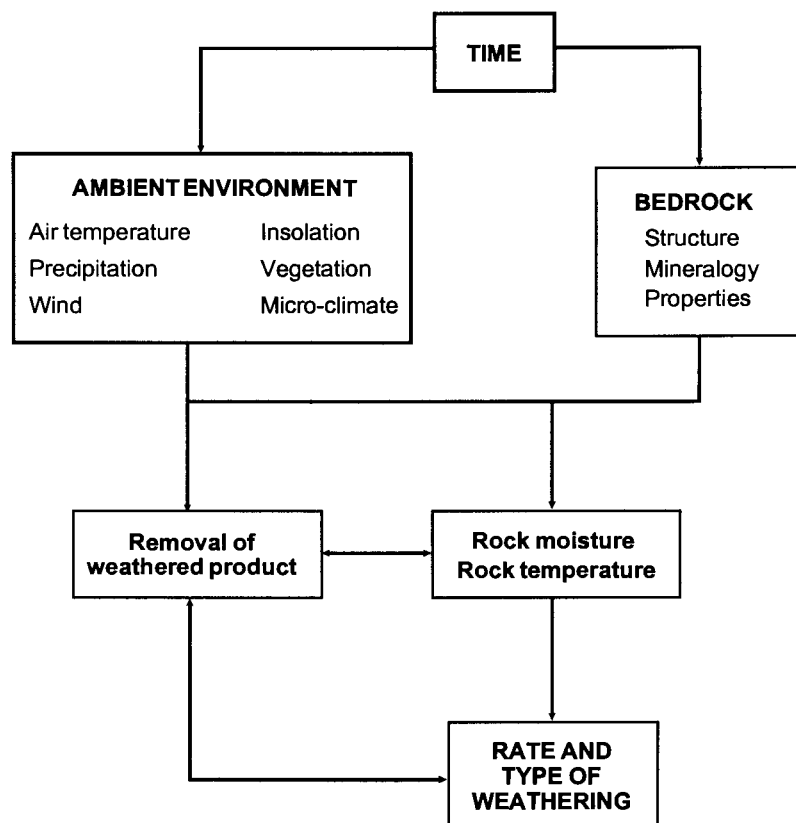 TIME
AMBIENT ENVIRONMENT
Air temperature
Precipitation
Wind
Insolation
Vegetation
Micro-climate
BEDROCK
Structure
Mineralogy
Properties
Removal of
weathered product
Rock moisture
Rock temperature
RATE AND
TYPE OF
WEATHERING